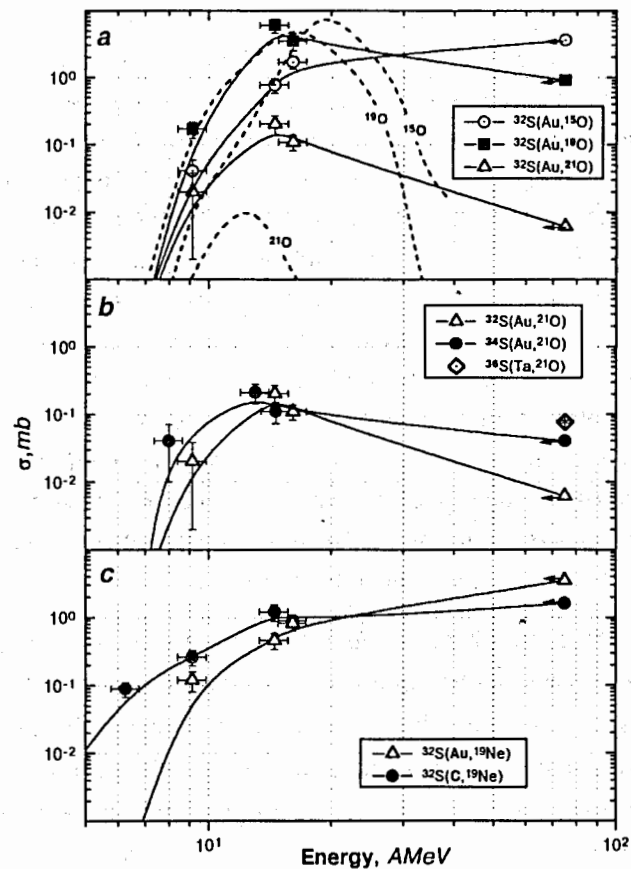 a
10⁰
10⁻¹
10⁻²
¹⁹O
¹⁵O
²¹O
³²S(Au,¹⁵O)
³²S(Au,¹⁹O)
³²S(Au,²¹O)
b
σ, mb
10⁰
10⁻¹
10⁻²
³²S(Au,²¹O)
³⁴S(Au,²¹O)
³⁶S(Ta,²¹O)
c
10⁰
10⁻¹
10⁻²
³²S(Au,¹⁹Ne)
³²S(C,¹⁹Ne)
5 10¹ 10²
Energy, AMeV